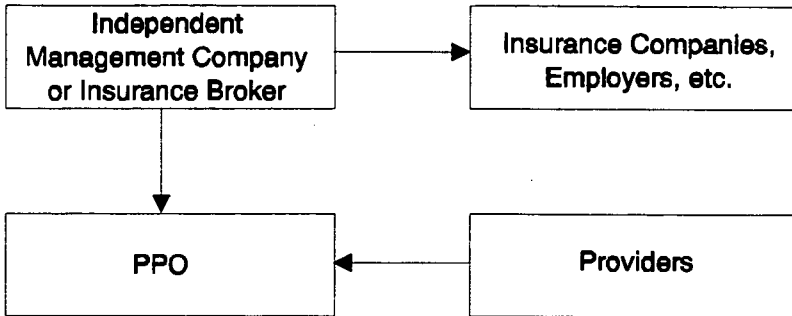 Independent
Management Company
or Insurance Broker
Insurance Companies,
Employers, etc.
PPO
Providers